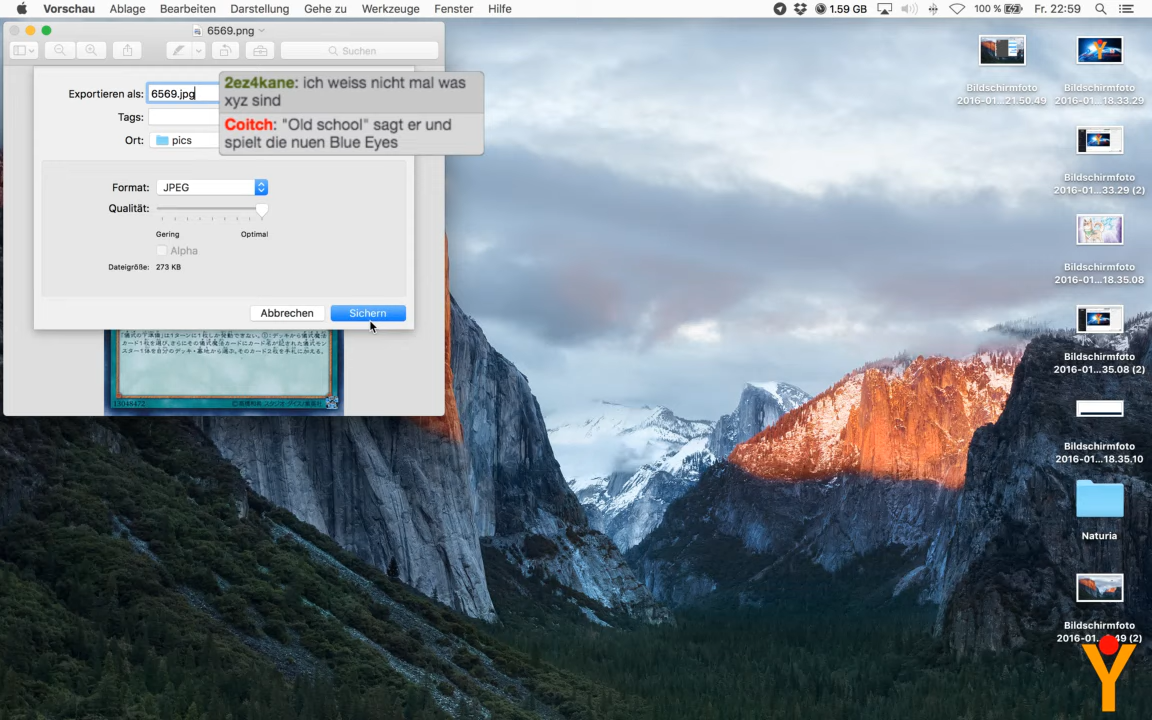 Vorschau Ablage Bearbeiten Darstellung Gehe zu Werkzeuge Fenster Hilfe 1.59 GB 100 % Fr. 22:59
6569.png
Suchen
Exportieren als: 6569.jpg
Tags:
Ort: pics
2ez4kane: ich weiss nicht mal was
xyz sind
Coitch: "Old school" sagt er und
spielt die nuen Blue Eyes
Format: JPEG
Qualität:
Gering Optimal
Alpha
Dateigröße: 273 KB
Abbrechen Sichern
Bildschirmfoto
2016-01...21.50.49
Bildschirmfoto
2016-01...18.33.29
Bildschirmfoto
2016-01...33.29 (2)
Bildschirmfoto
2016-01...18.35.08
Bildschirmfoto
2016-01...35.08 (2)
Bildschirmfoto
2016-01...18.35.10
Naturia
Bildschirmfoto
2016-01...49 (2)
Y